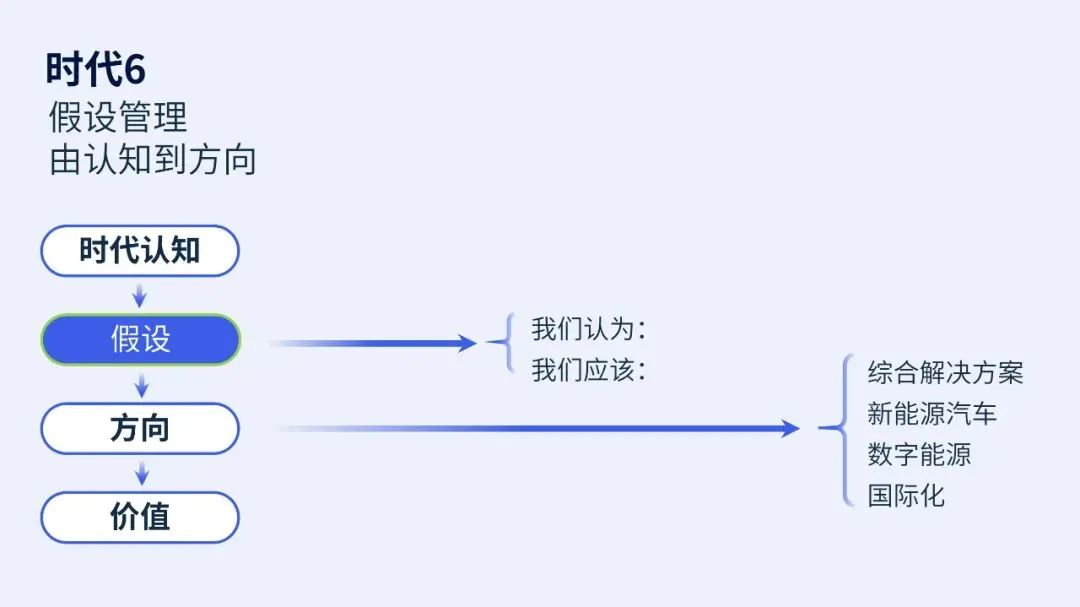 时代6
假设管理
由认知到方向
时代认知
假设
我们认为：
我们应该：
方向
综合解决方案
新能源汽车
数字能源
国际化
价值